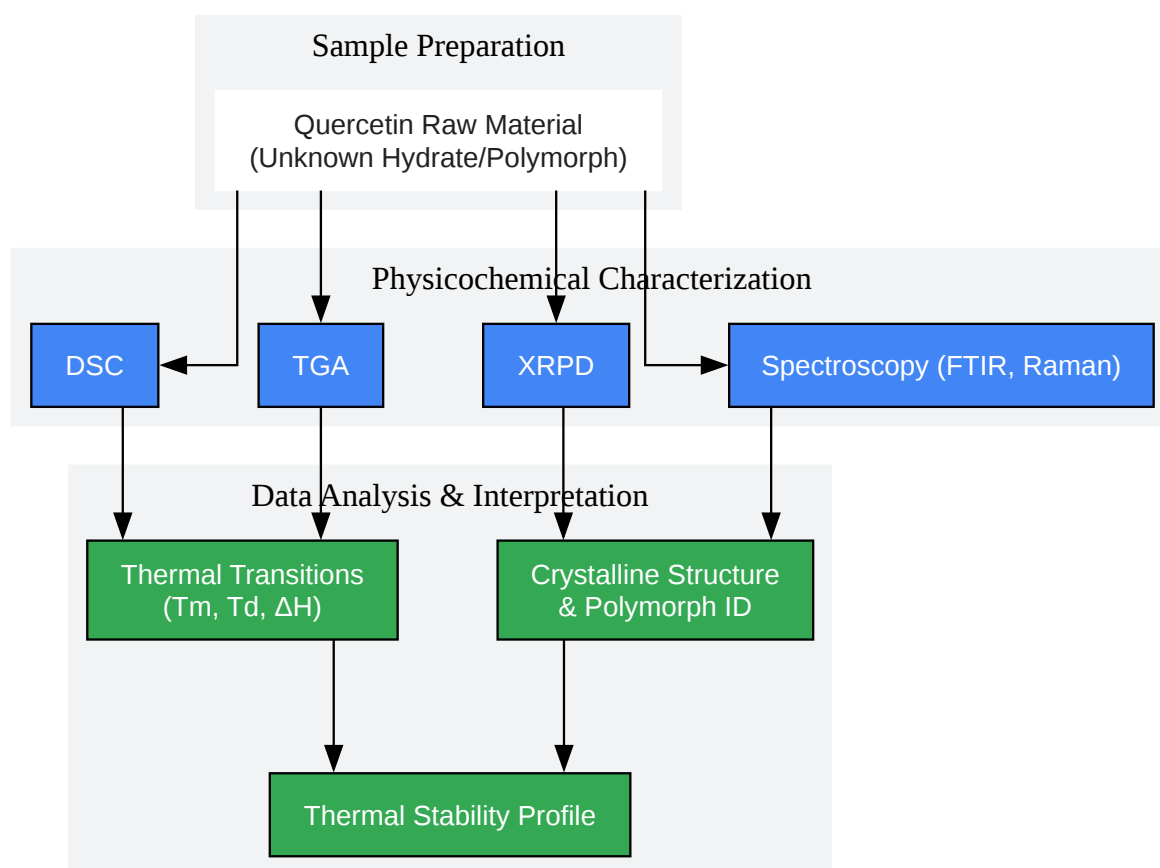 Sample Preparation
Quercetin Raw Material
(Unknown Hydrate/Polymorph)
Physicochemical Characterization
DSC
TGA
XRPD
Spectroscopy (FTIR, Raman)
Data Analysis & Interpretation
Thermal Transitions
(Tm, Td, ΔH)
Crystalline Structure
& Polymorph ID
Thermal Stability Profile